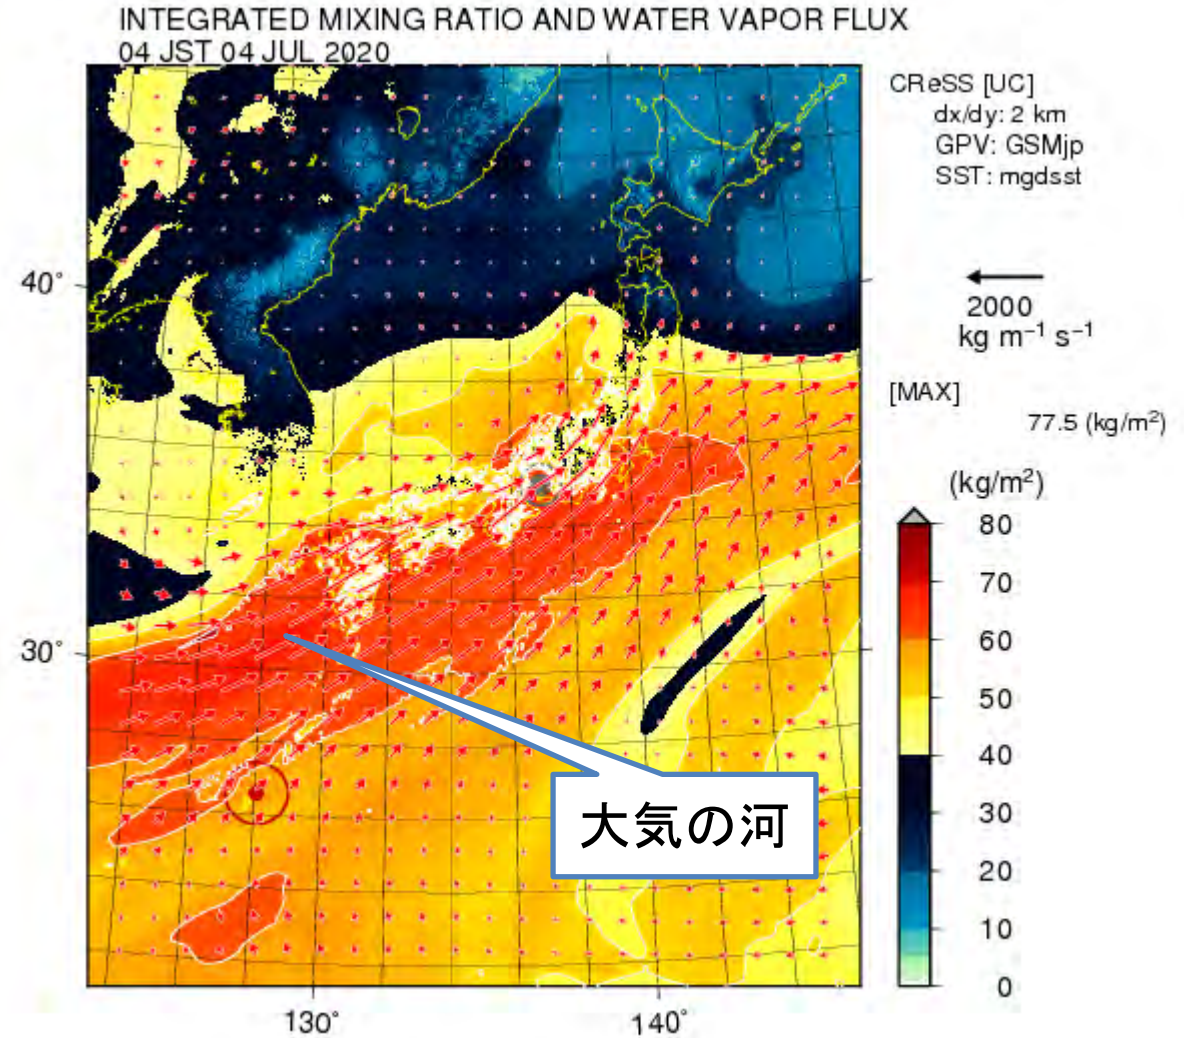 INTEGRATED MIXING RATIO AND WATER VAPOR FLUX
04 JST 04 JUL 2020
CReSS [UC]
dx/dy: 2 km
GPV: GSMjp
SST: mgdsst
40°
2000
kg m⁻¹ s⁻¹
[MAX]
77.5 (kg/m²)
(kg/m²)
80
70
60
30°
50
40
30
大気の河
20
10
0
130°
140°